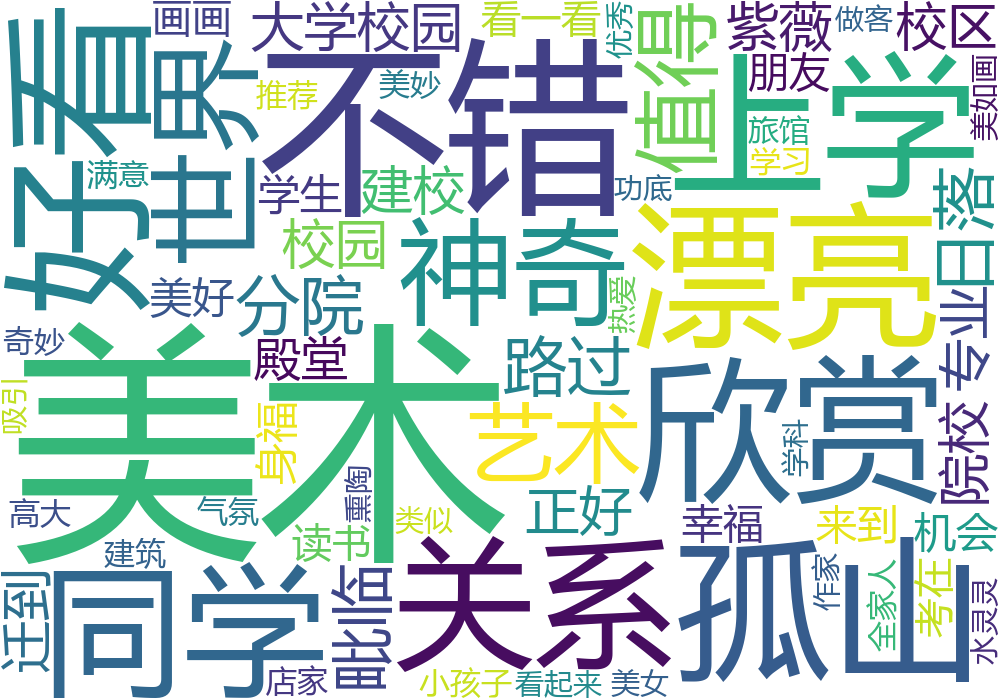 画画
大学校园
看一看
优秀
值得
紫薇
做客
校区
好看
世界
不错
推荐
美妙
朋友
上学
美如画
旅馆
学习
满意
学生
建校
功底
日落
校园
神奇
漂亮
美好
分院
热爱
奇妙
殿堂
路过
专业
美术
欣赏
吸引
身福
艺术
学科
院校
高大
气氛
熏陶
类似
正好
读书
幸福
来到
机会
建筑
迁到
同学
毗临
关系
孤山
作家
全家人
考在
水灵灵
店家
小孩子
看起来
美女